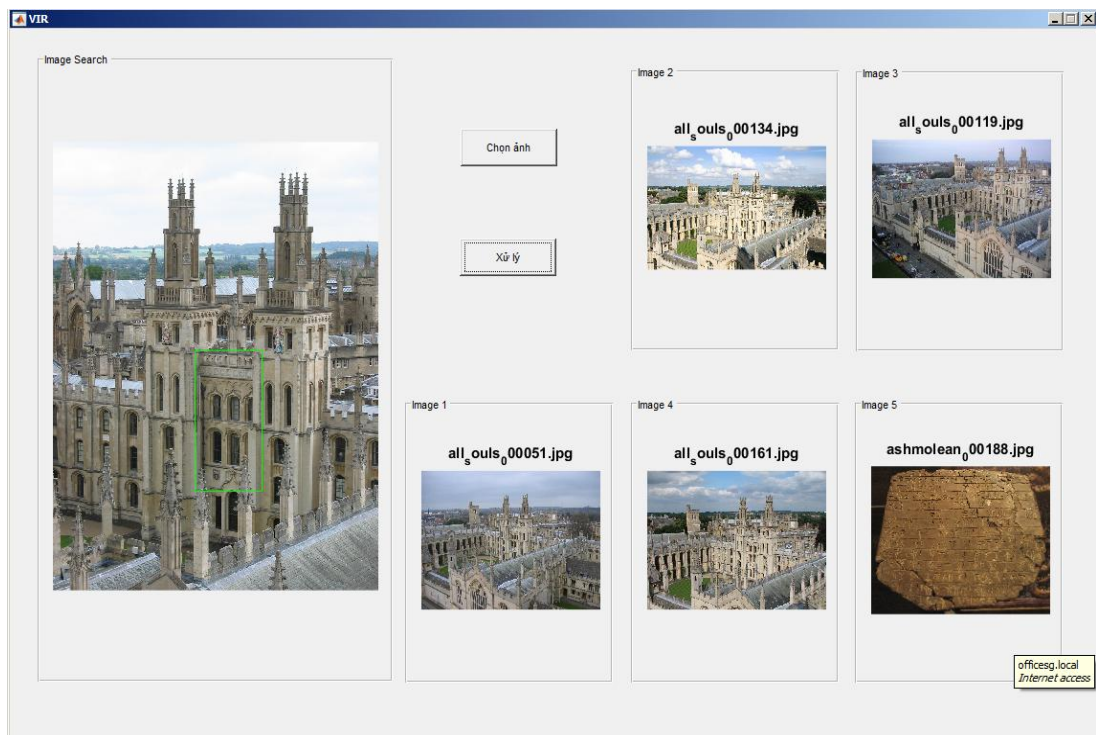 VIR
Image Search
Chọn ảnh
Xử lý
Image 2
all_souls_000134.jpg
Image 3
all_souls_000119.jpg
Image 1
all_souls_000051.jpg
Image 4
all_souls_000161.jpg
Image 5
ashmolean_000188.jpg
officesg.local
Internet access